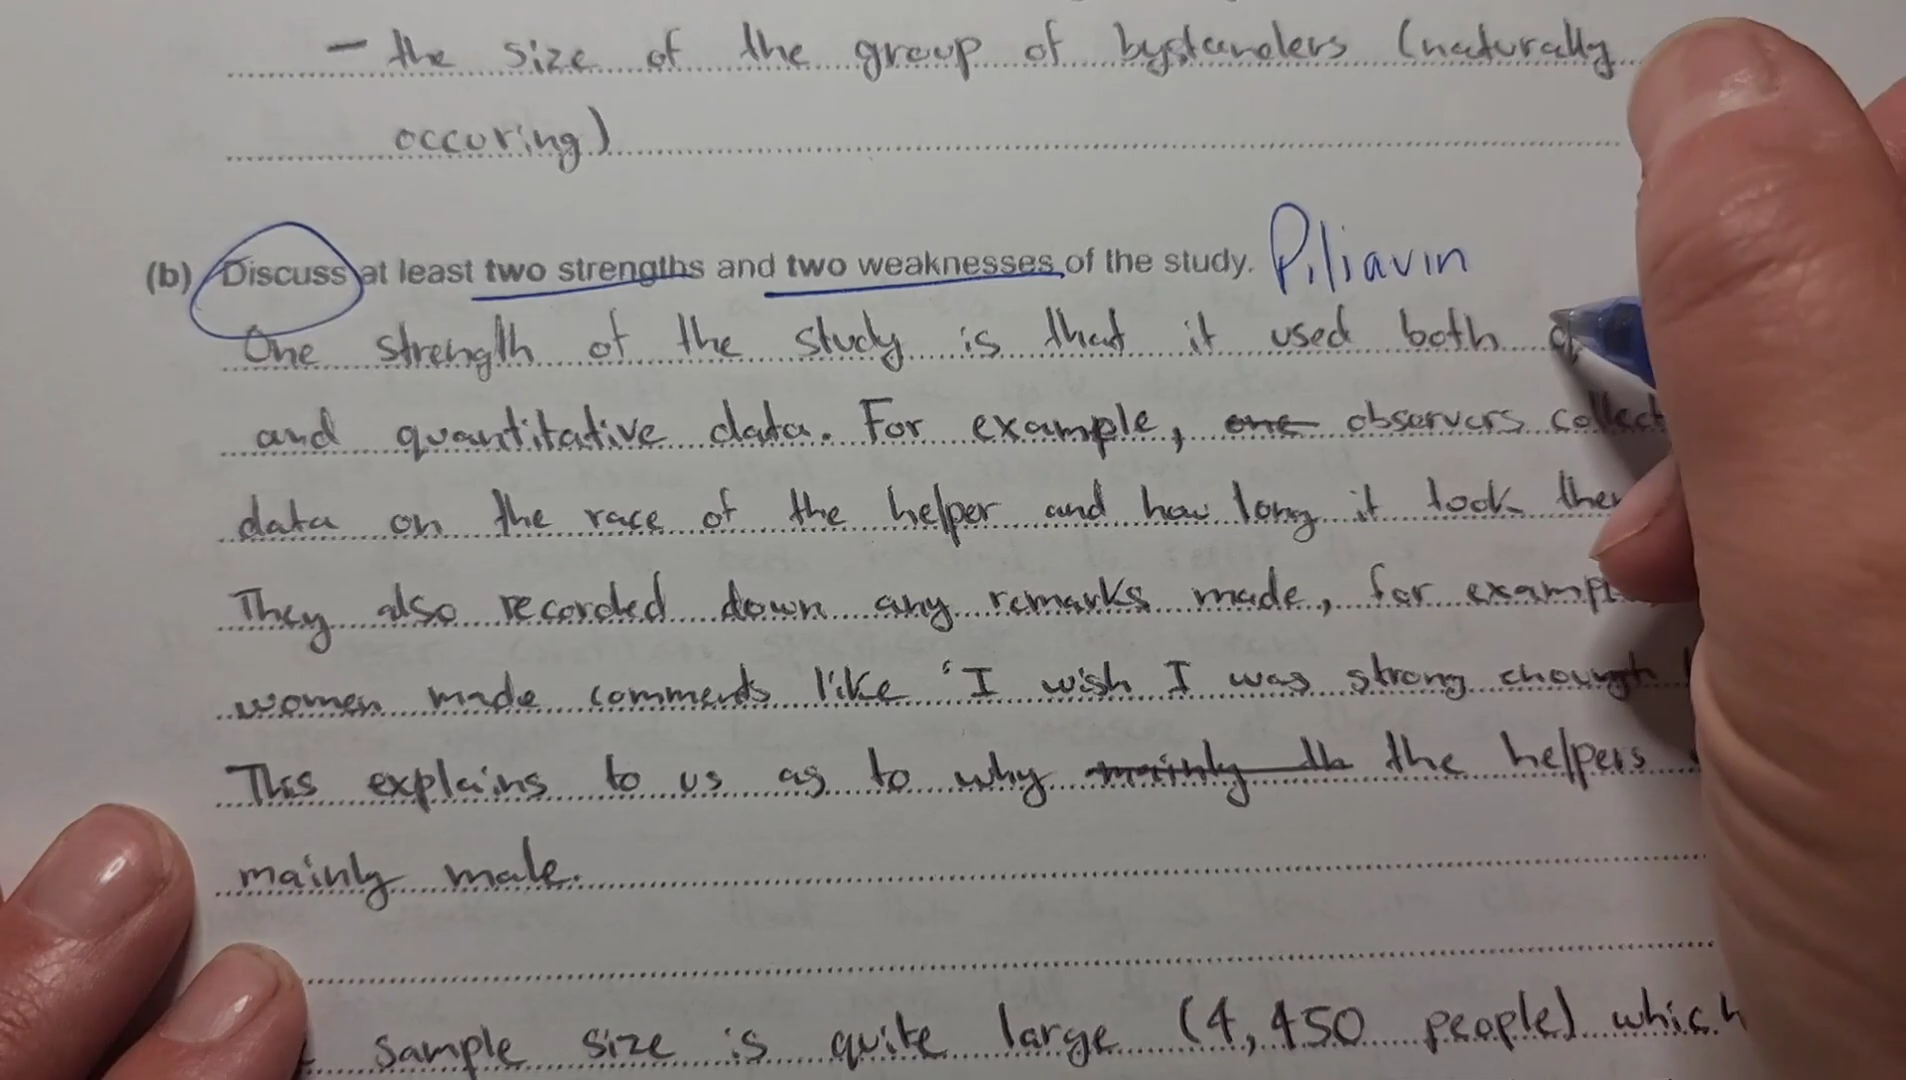 - the size of the group of bystanders (naturally
occuring)
(b) Discuss at least two strengths and two weaknesses of the study. Piliavin
One strength of the study is that it used both
and quantitative data. For example, one observers collect
data on the race of the helper and how long it took
They also recorded down any remarks made, for
women made comments like 'I wish I was strong enough
This explains to us as to why mainly th the helpers
mainly male.
sample size is quite large (4,450 people) which